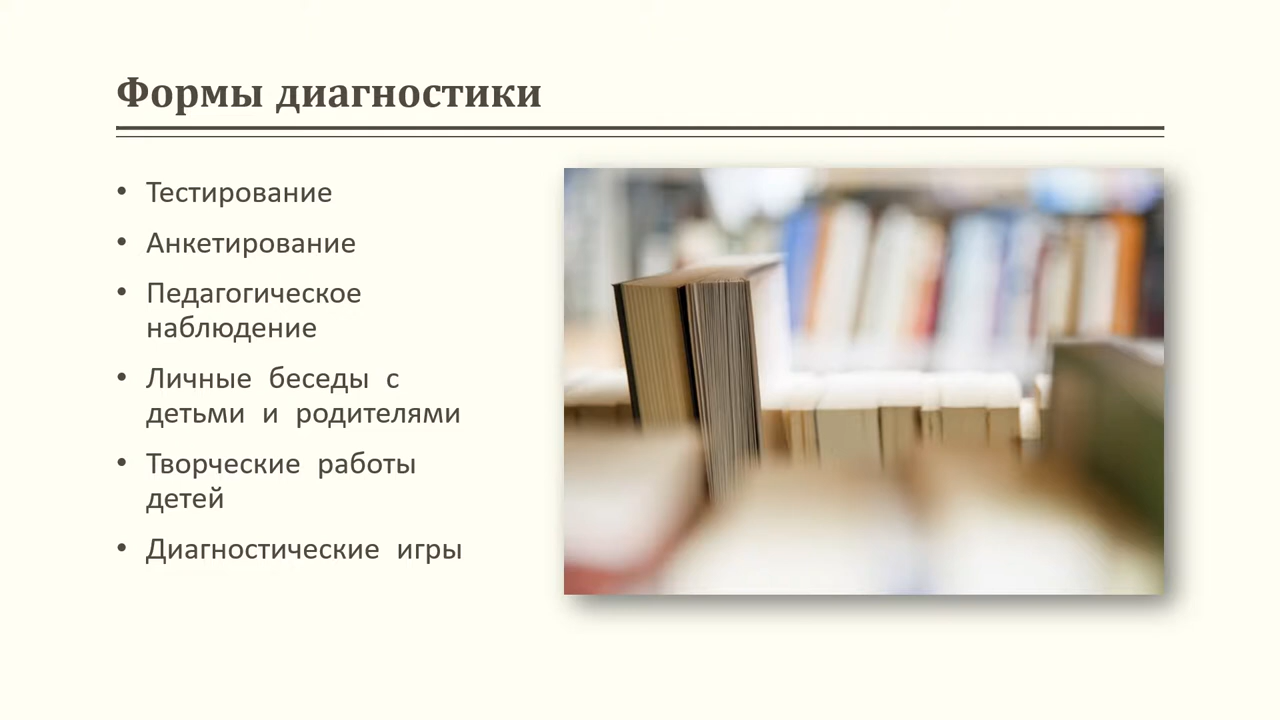 Формы диагностики
• Тестирование
• Анкетирование
• Педагогическое
наблюдение
• Личные беседы с
детьми и родителями
• Творческие работы
детей
• Диагностические игры